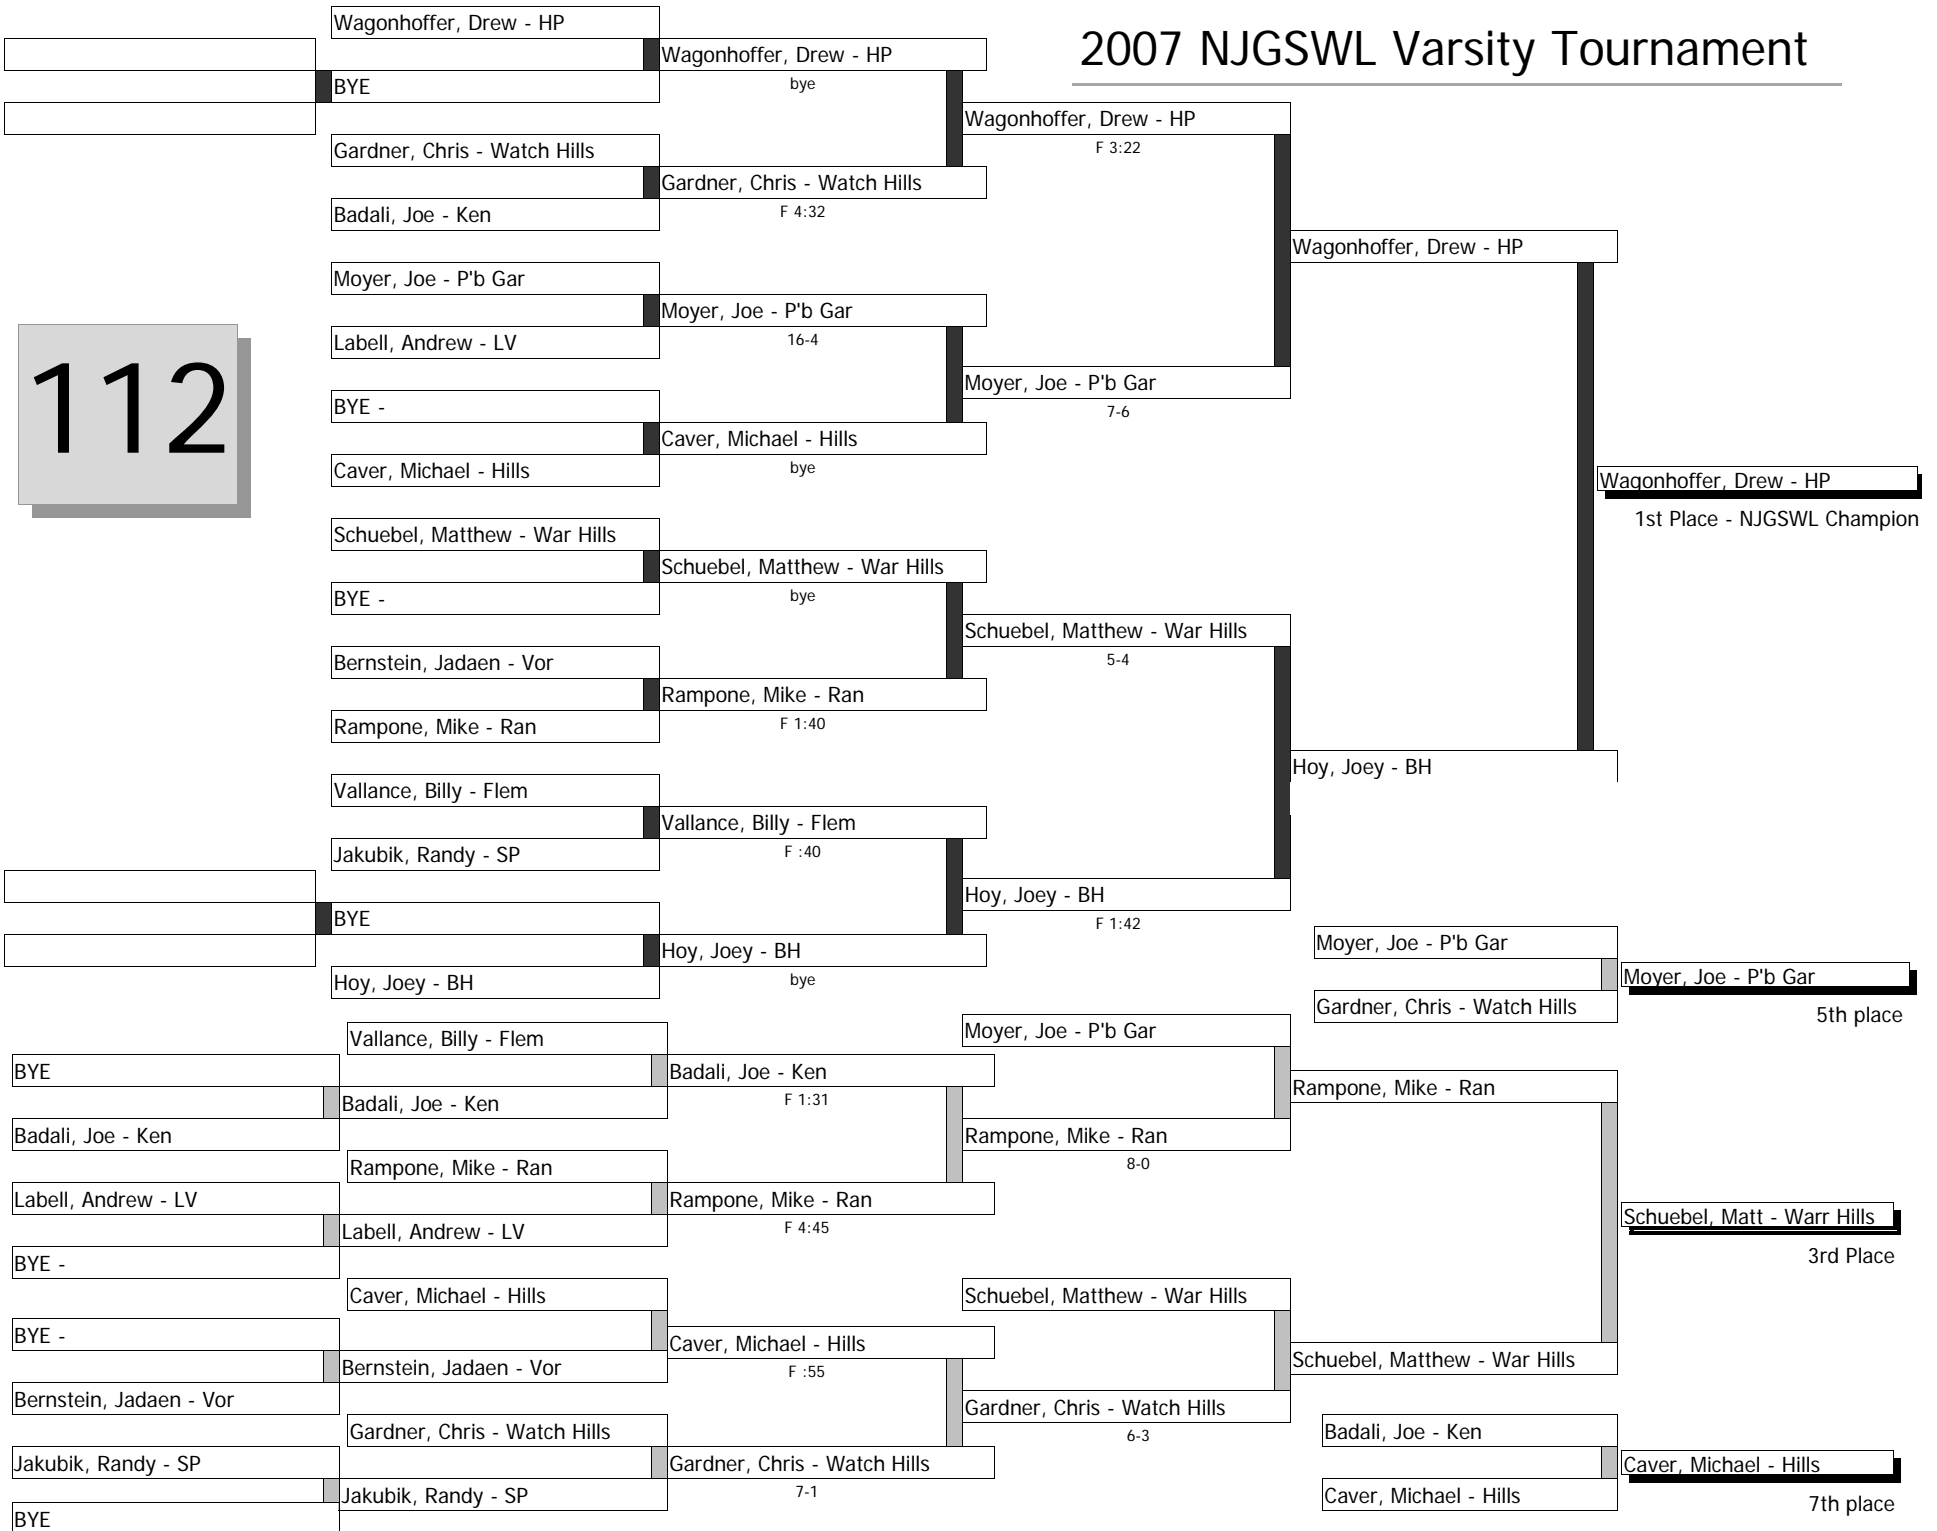 2007 NJGSWL Varsity Tournament
112
Wagonhoffer, Drew - HP
BYE
Gardner, Chris - Watch Hills
Badali, Joe - Ken
Moyer, Joe - P'b Gar
Labell, Andrew - LV
BYE -
Caver, Michael - Hills
Schuebel, Matthew - War Hills
BYE -
Bernstein, Jadaen - Vor
Rampone, Mike - Ran
Vallance, Billy - Flem
Jakubik, Randy - SP
BYE
Hoy, Joey - BH
Wagonhoffer, Drew - HP
bye
Gardner, Chris - Watch Hills
F 4:32
Moyer, Joe - P'b Gar
16-4
Caver, Michael - Hills
bye
Schuebel, Matthew - War Hills
bye
Rampone, Mike - Ran
F 1:40
Vallance, Billy - Flem
F :40
Hoy, Joey - BH
bye
Wagonhoffer, Drew - HP
F 3:22
Moyer, Joe - P'b Gar
7-6
Schuebel, Matthew - War Hills
5-4
Hoy, Joey - BH
F 1:42
Wagonhoffer, Drew - HP
Hoy, Joey - BH
Wagonhoffer, Drew - HP
1st Place - NJGSWL Champion
Moyer, Joe - P'b Gar
Gardner, Chris - Watch Hills
Moyer, Joe - P'b Gar
5th place
BYE
Badali, Joe - Ken
Labell, Andrew - LV
BYE -
BYE -
Bernstein, Jadaen - Vor
Jakubik, Randy - SP
BYE
Vallance, Billy - Flem
Badali, Joe - Ken
Rampone, Mike - Ran
Labell, Andrew - LV
Caver, Michael - Hills
Bernstein, Jadaen - Vor
Gardner, Chris - Watch Hills
Jakubik, Randy - SP
Badali, Joe - Ken
F 1:31
Rampone, Mike - Ran
F 4:45
Caver, Michael - Hills
F :55
Gardner, Chris - Watch Hills
7-1
Moyer, Joe - P'b Gar
Rampone, Mike - Ran
8-0
Schuebel, Matthew - War Hills
Gardner, Chris - Watch Hills
6-3
Rampone, Mike - Ran
Schuebel, Matthew - War Hills
Schuebel, Matt - Warr Hills
3rd Place
Badali, Joe - Ken
Caver, Michael - Hills
Caver, Michael - Hills
7th place